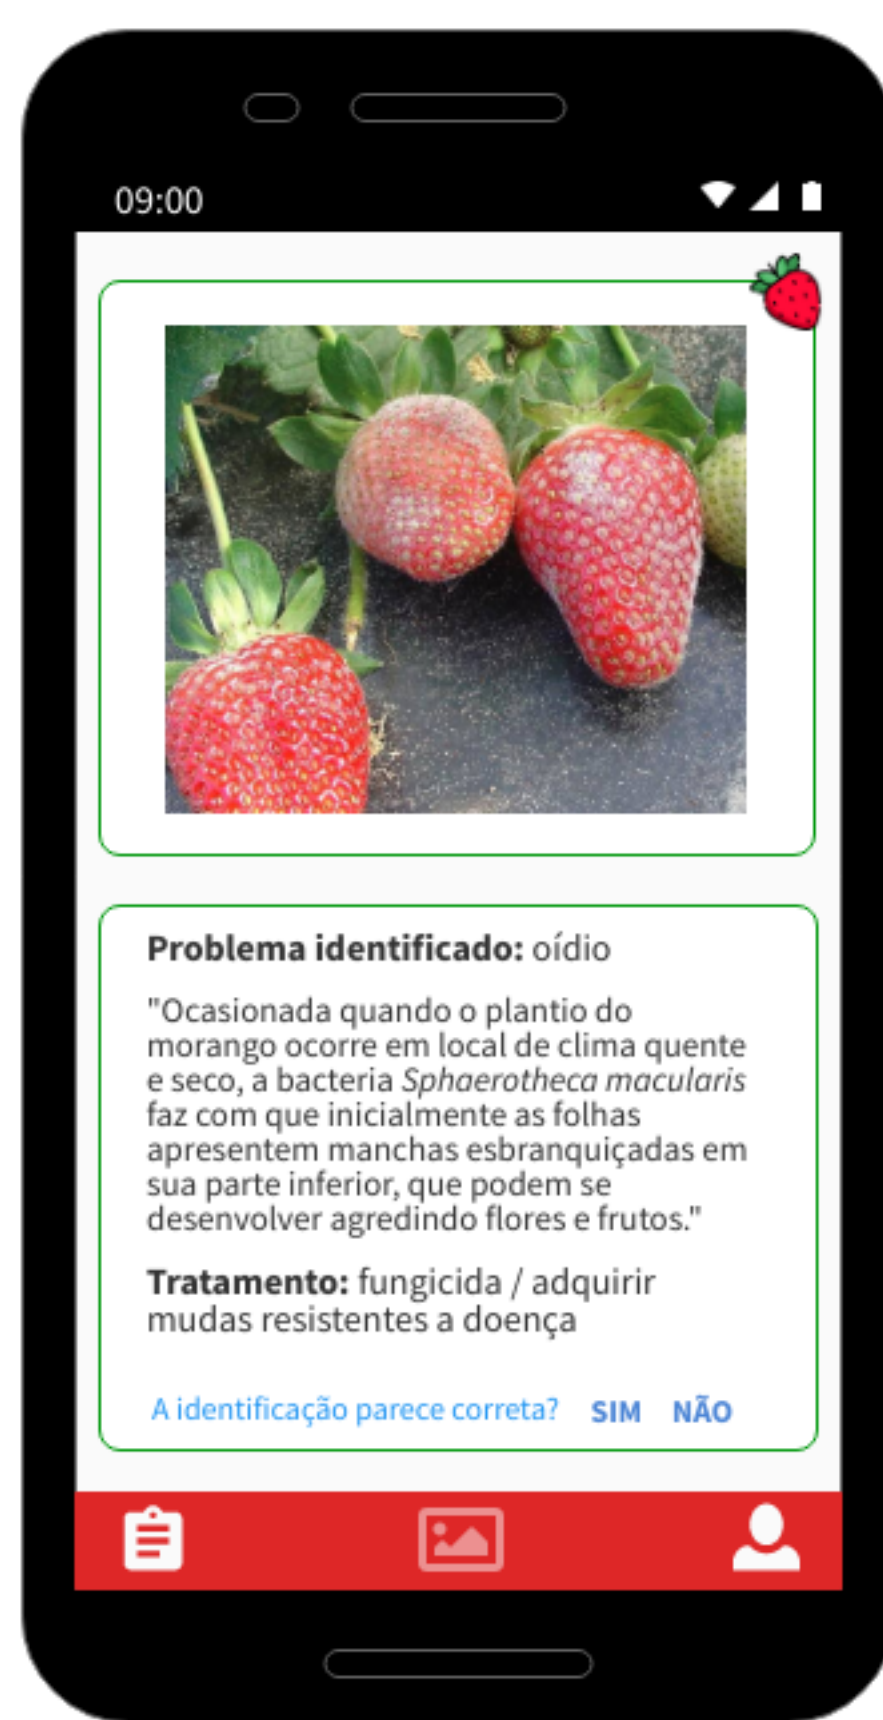 09:00
Problema identificado: oídio
"Ocasionada quando o plantio do
morango ocorre em local de clima quente
e seco, a bacteria Sphaerotheca macularis
faz com que inicialmente as folhas
apresentem manchas esbranquiçadas em
sua parte inferior, que podem se
desenvolver agredindo flores e frutos."
Tratamento: fungicida / adquirir
mudas resistentes a doença
A identificação parece correta? SIM NÃO